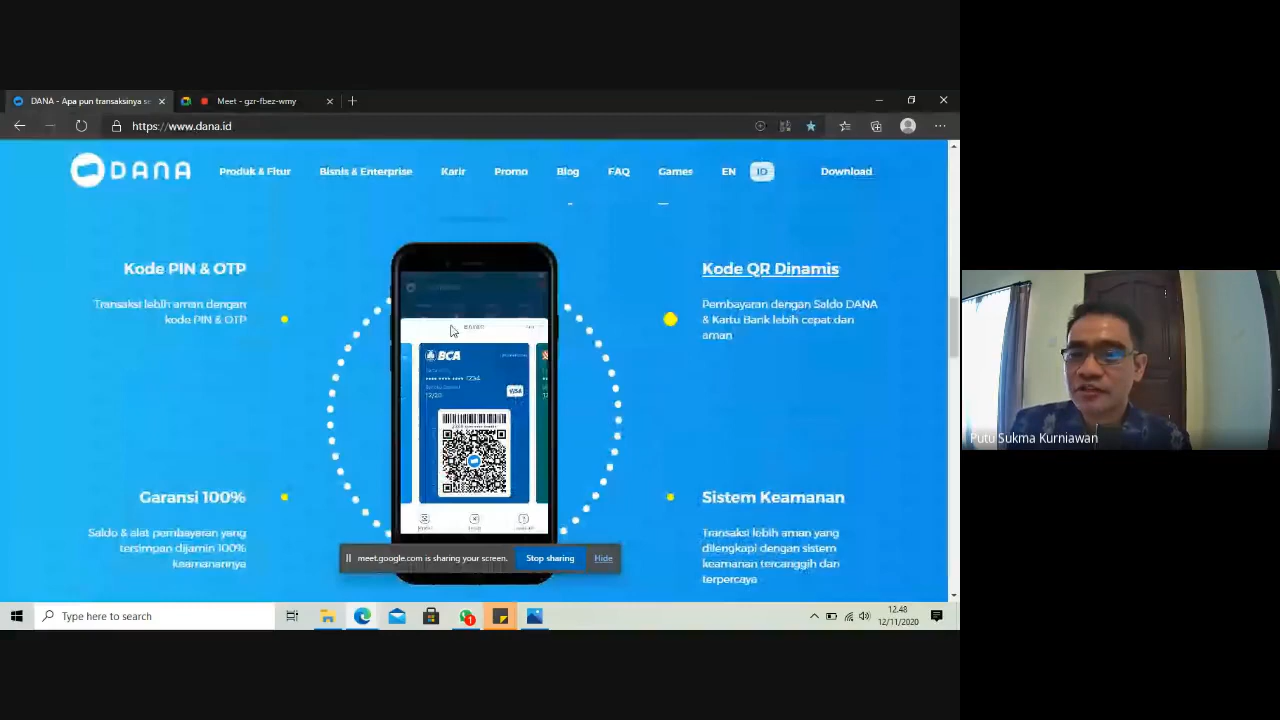 DANA - Apa pun transaksinya se
Meet - gzr-fbez-wmy
https://www.dana.id
DANA
Produk & Fitur
Bisnis & Enterprise
Karir
Promo
Blog
FAQ
Games
EN
ID
Download
Kode PIN & OTP
Transaksi lebih aman dengan
kode PIN & OTP
Kode QR Dinamis
Pembayaran dengan Saldo DANA
& Kartu Bank lebih cepat dan
aman
BCA
1234
12/20
VISA
Garansi 100%
Saldo & alat pembayaran yang
tersimpan dijamin 100%
keamanannya
Sistem Keamanan
Transaksi lebih aman yang
dilengkapi dengan sistem
keamanan tercanggih dan
terpercaya
meet.google.com is sharing your screen.
Stop sharing
Hide
Type here to search
1
12.48
12/11/2020
Putu Sukma Kurniawan